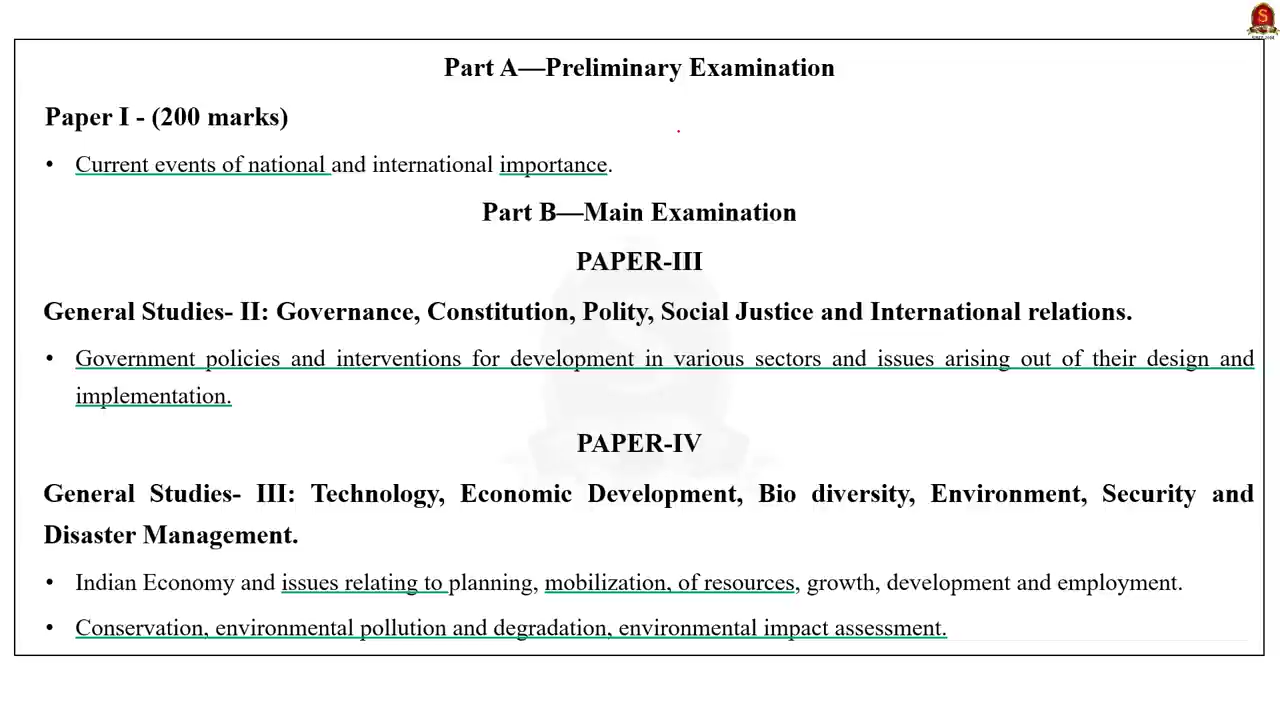 Part A—Preliminary Examination
Paper I - (200 marks)
• Current events of national and international importance.
Part B—Main Examination
PAPER-III
General Studies- II: Governance, Constitution, Polity, Social Justice and International relations.
• Government policies and interventions for development in various sectors and issues arising out of their design and
implementation.
PAPER-IV
General Studies- III: Technology, Economic Development, Bio diversity, Environment, Security and
Disaster Management.
• Indian Economy and issues relating to planning, mobilization, of resources, growth, development and employment.
• Conservation, environmental pollution and degradation, environmental impact assessment.